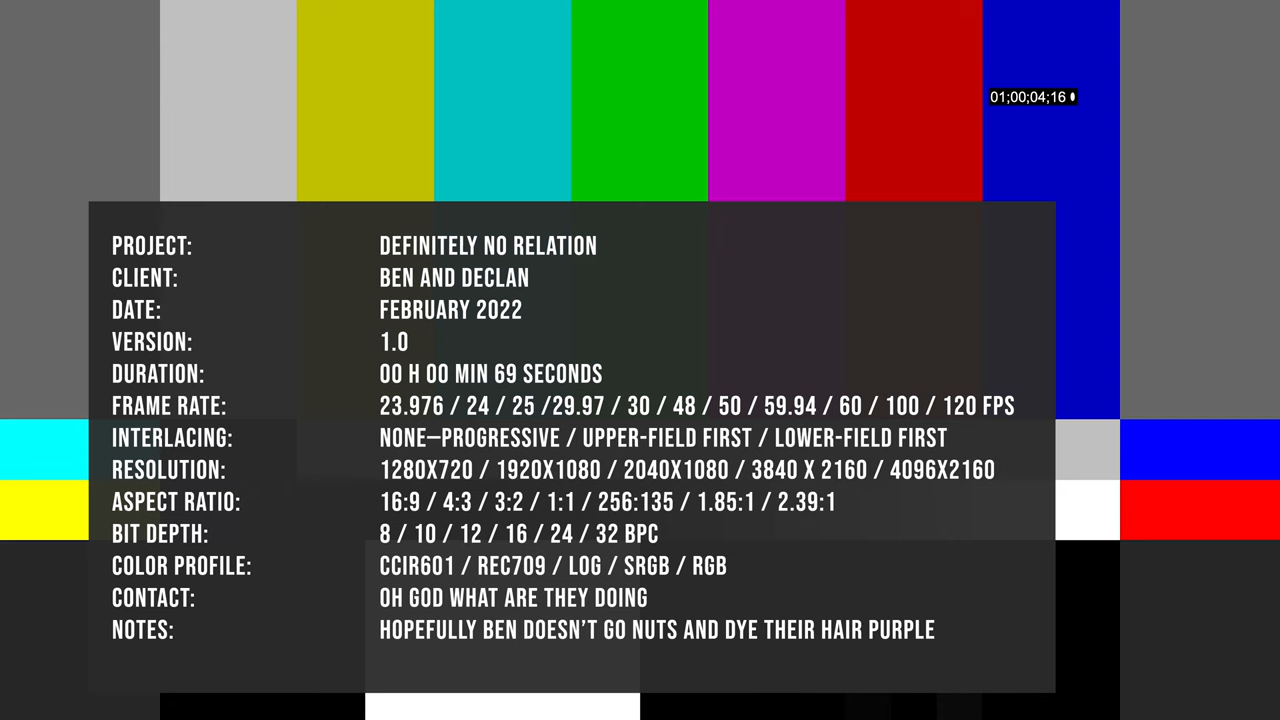 01;00;04;16
PROJECT: DEFINITELY NO RELATION
CLIENT: BEN AND DECLAN
DATE: FEBRUARY 2022
VERSION: 1.0
DURATION: 00 H 00 MIN 69 SECONDS
FRAME RATE: 23.976 / 24 / 25 /29.97 / 30 / 48 / 50 / 59.94 / 60 / 100 / 120 FPS
INTERLACING: NONE—PROGRESSIVE / UPPER-FIELD FIRST / LOWER-FIELD FIRST
RESOLUTION: 1280X720 / 1920X1080 / 2040X1080 / 3840 X 2160 / 4096X2160
ASPECT RATIO: 16:9 / 4:3 / 3:2 / 1:1 / 256:135 / 1.85:1 / 2.39:1
BIT DEPTH: 8 / 10 / 12 / 16 / 24 / 32 BPC
COLOR PROFILE: CCIR601 / REC709 / LOG / SRGB / RGB
CONTACT: OH GOD WHAT ARE THEY DOING
NOTES: HOPEFULLY BEN DOESN'T GO NUTS AND DYE THEIR HAIR PURPLE